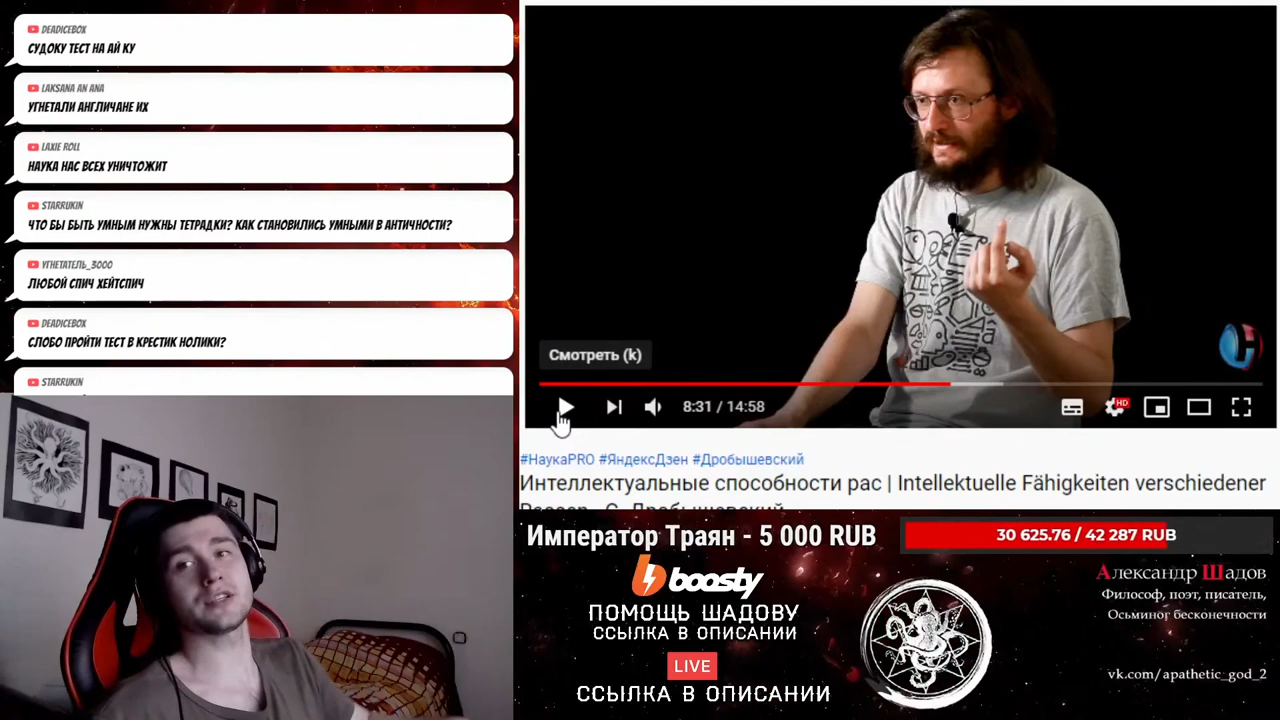 DEADICEBOX
СУДОКУ ТЕСТ НА АЙ КУ
LAKSANA AN ANA
УГНЕТАЛИ АНГЛИЧАНЕ ИХ
LAXIE ROLL
НАУКА НАС ВСЕХ УНИЧТОЖИТ
STARRUKIN
ЧТО БЫ БЫТЬ УМНЫМ НУЖНЫ ТЕТРАДКИ? КАК СТАНОВИЛИСЬ УМНЫМИ В АНТИЧНОСТИ?
УГНЕТАТЕЛЬ_3000
ЛЮБОЙ СПИЧ ХЕЙТСПИЧ
DEADICEBOX
СЛОБО ПРОЙТИ ТЕСТ В КРЕСТИК НОЛИКИ?
STARRUKIN
Смотреть (k)
8:31 / 14:58
HD
#НаукаPRO #ЯндексДзен #Дробышевский
Интеллектуальные способности рас | Intellektuelle Fähigkeiten verschiedener
Rassen - С. Дробышевский
Император Траян - 5 000 RUB
30 625.76 / 42 287 RUB
boosty
ПОМОЩЬ ШАДОВУ
ССЫЛКА В ОПИСАНИИ
LIVE
ССЫЛКА В ОПИСАНИИ
Александр Шадов
Философ, поэт, писатель,
Осьминог бесконечности
vk.com/apathetic_god_2